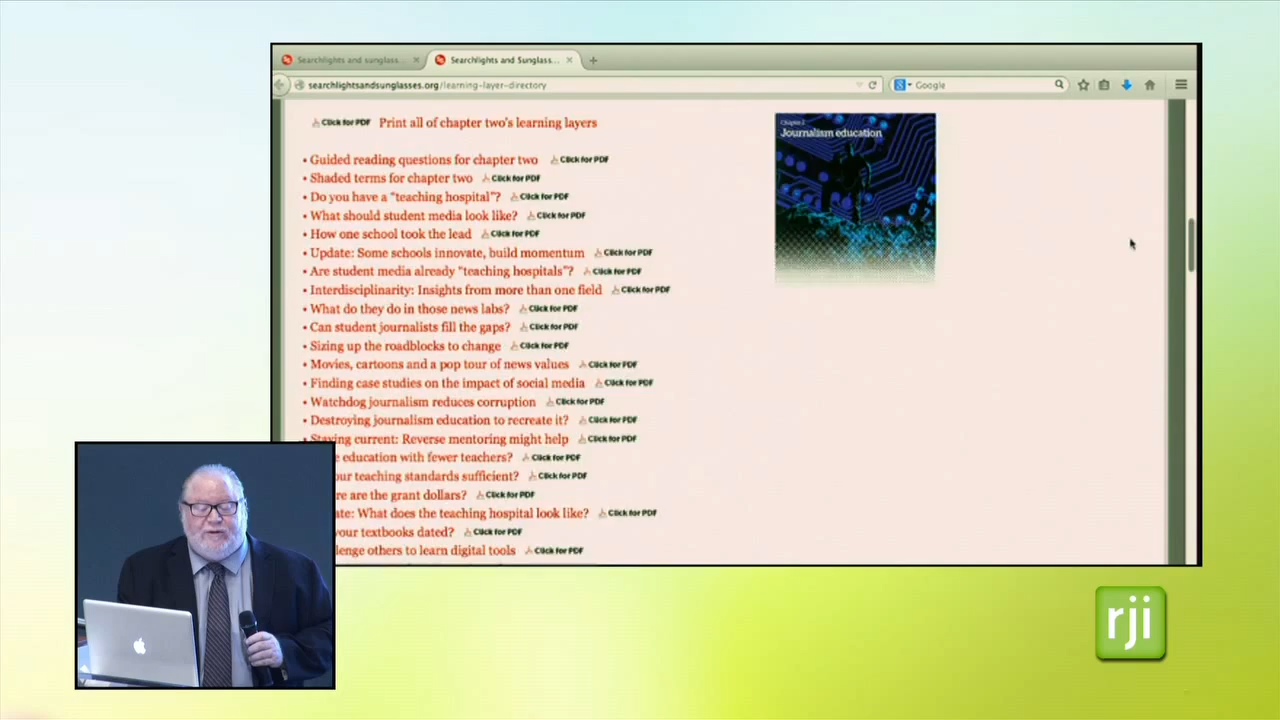 Searchlights and sunglass...
Searchlights and Sunglass...
searchlightsandsunglasses.org/learning-layer-directory
Google
Click for PDF Print all of chapter two's learning layers
Chapter 2
Journalism education
• Guided reading questions for chapter two Click for PDF
• Shaded terms for chapter two Click for PDF
• Do you have a “teaching hospital”? Click for PDF
• What should student media look like? Click for PDF
• How one school took the lead Click for PDF
• Update: Some schools innovate, build momentum Click for PDF
• Are student media already “teaching hospitals”? Click for PDF
• Interdisciplinarity: Insights from more than one field Click for PDF
• What do they do in those news labs? Click for PDF
• Can student journalists fill the gaps? Click for PDF
• Sizing up the roadblocks to change Click for PDF
• Movies, cartoons and a pop tour of news values Click for PDF
• Finding case studies on the impact of social media Click for PDF
• Watchdog journalism reduces corruption Click for PDF
• Destroying journalism education to recreate it? Click for PDF
• Staying current: Reverse mentoring might help Click for PDF
education with fewer teachers? Click for PDF
our teaching standards sufficient? Click for PDF
re are the grant dollars? Click for PDF
ate: What does the teaching hospital look like? Click for PDF
your textbooks dated? Click for PDF
lenge others to learn digital tools Click for PDF
rji